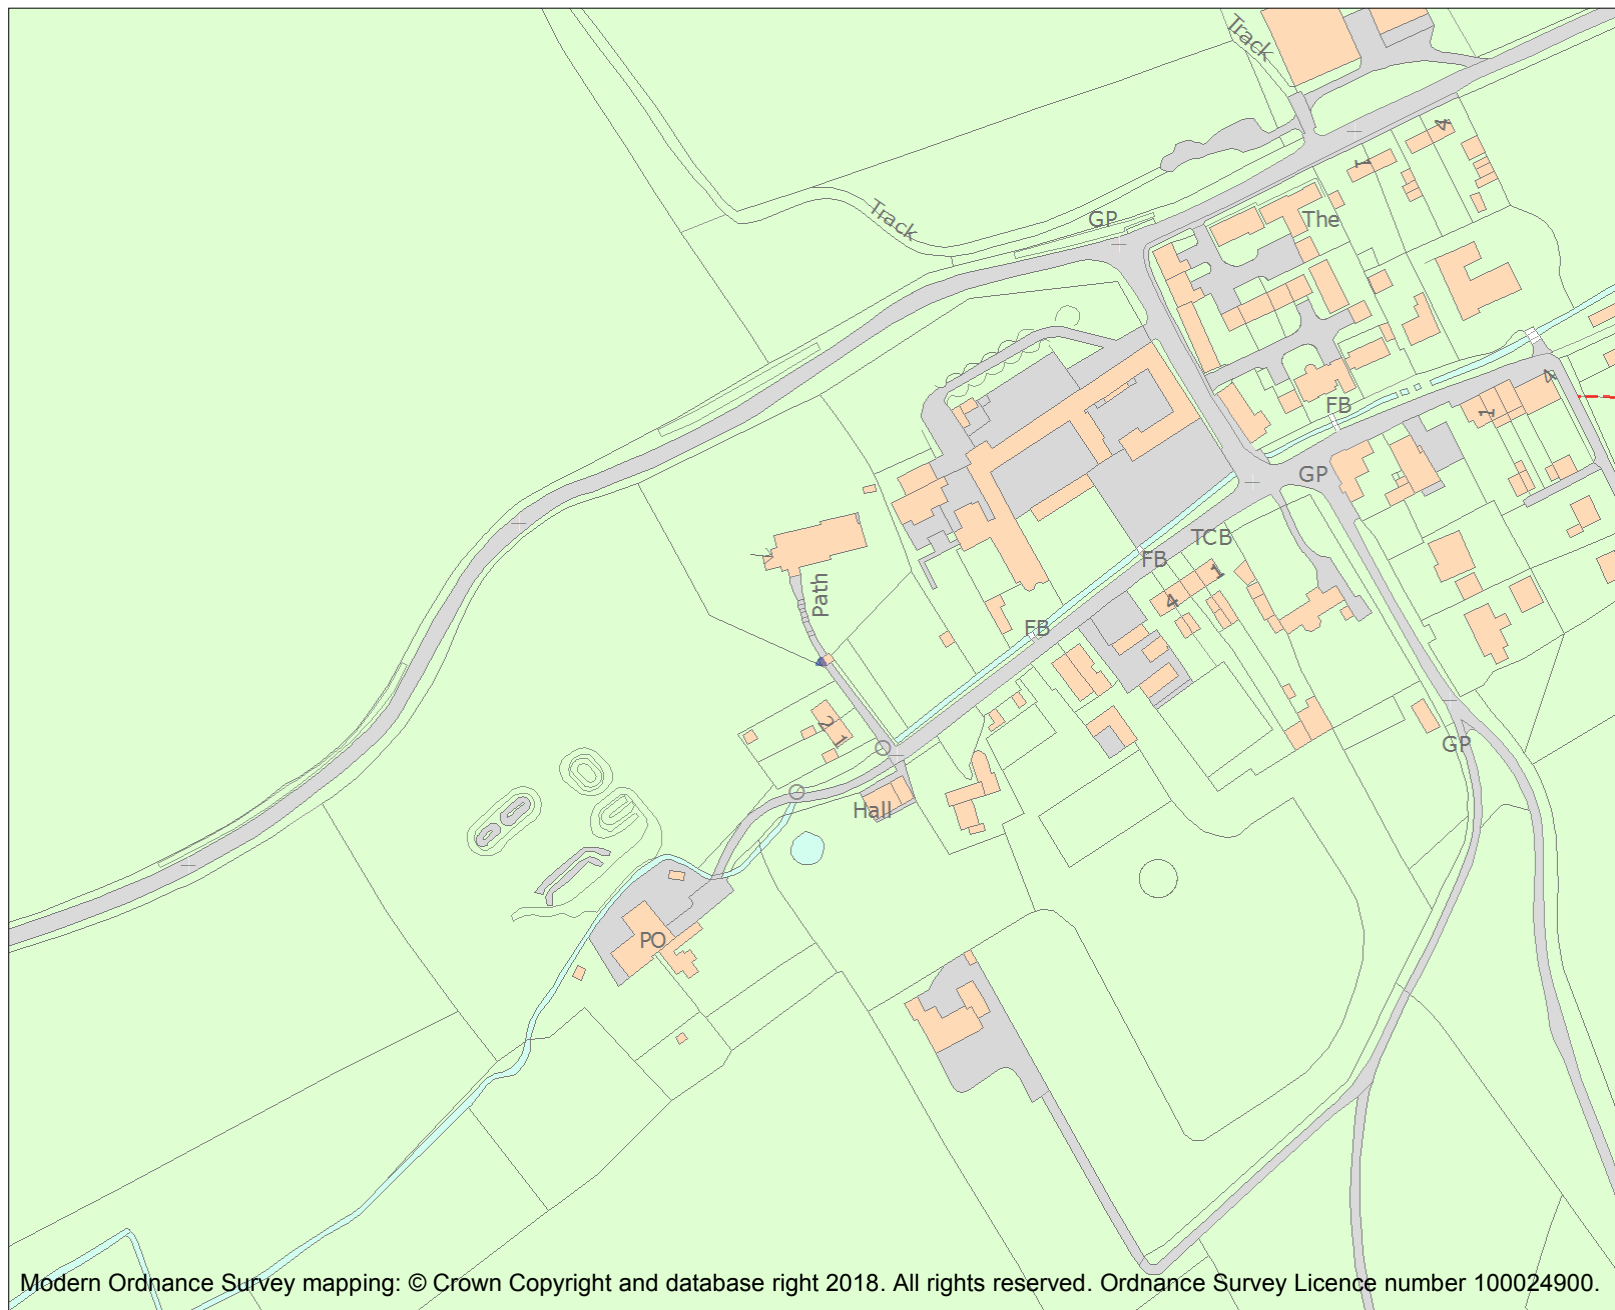 Track
4
1
Track
GP
The
4
FB
1
GP
TCB
FB
1
Path
4
FB
2
1
GP
Hall
PO
Modern Ordnance Survey mapping: © Crown Copyright and database right 2018. All rights reserved. Ordnance Survey Licence number 100024900.